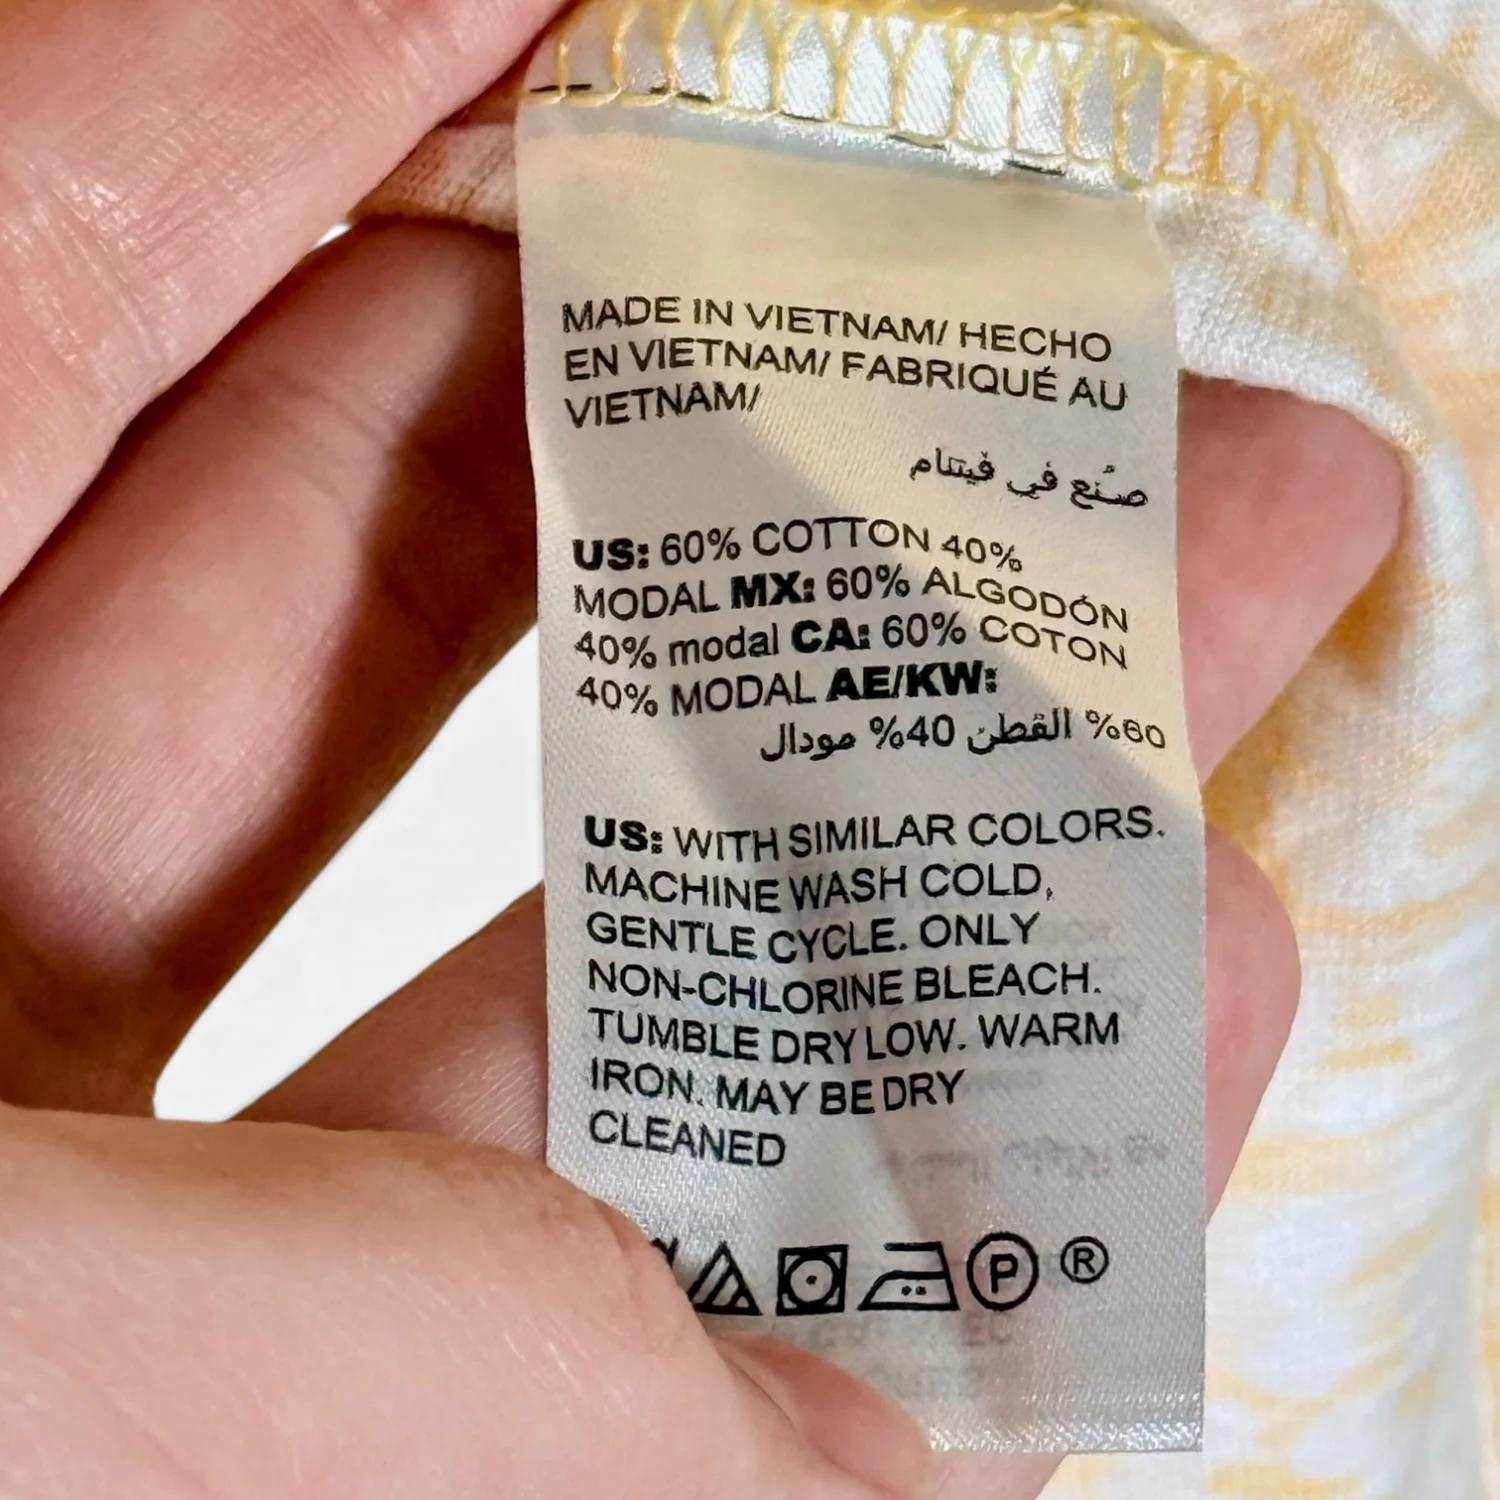 MADE IN VIETNAM/ HECHO
EN VIETNAM/ FABRIQUÉ AU
VIETNAM/
صُنع في فيتنام
US: 60% COTTON 40%
MODAL MX: 60% ALGODÓN
40% modal CA: 60% COTON
40% MODAL AE/KW:
60% القطن 40% مودال
US: WITH SIMILAR COLORS.
MACHINE WASH COLD,
GENTLE CYCLE. ONLY
NON-CHLORINE BLEACH.
TUMBLE DRY LOW. WARM
IRON. MAY BE DRY
CLEANED
P ®